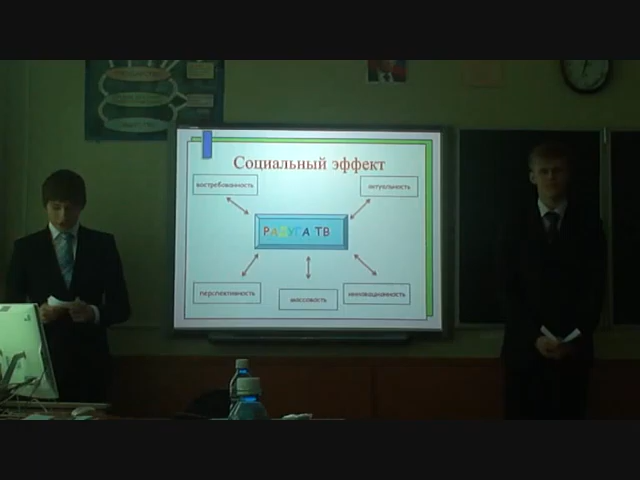 Социальный эффект
востребованность
актуальность
РАДУГА ТВ
перспективность
массовость
инновационность